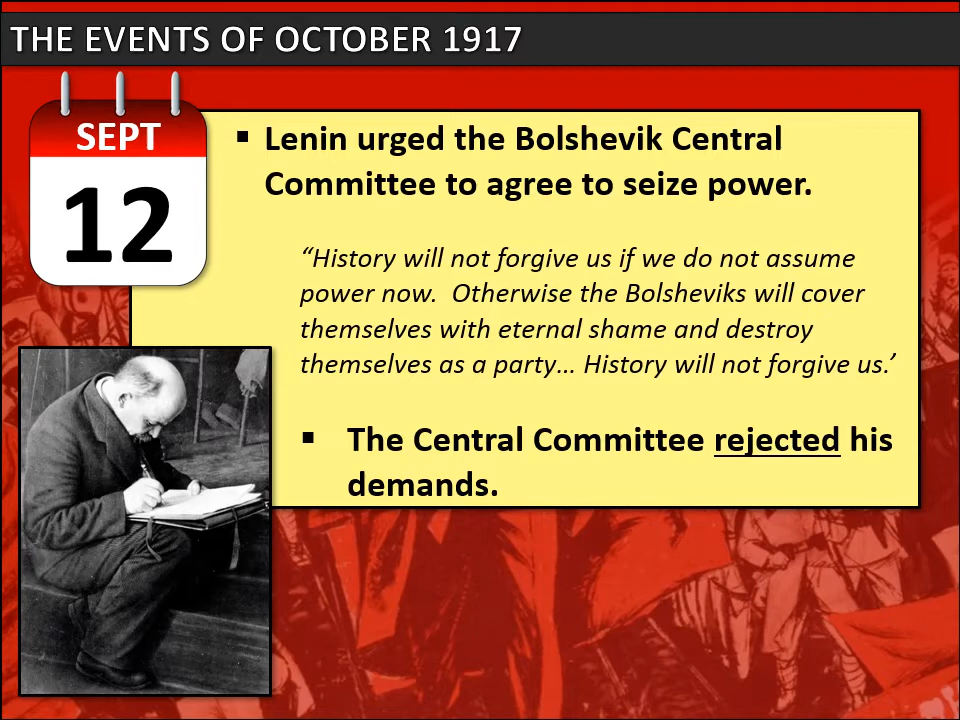 THE EVENTS OF OCTOBER 1917
SEPT
12
▪ Lenin urged the Bolshevik Central
Committee to agree to seize power.
“History will not forgive us if we do not assume
power now.  Otherwise the Bolsheviks will cover
themselves with eternal shame and destroy
themselves as a party… History will not forgive us.’
▪ The Central Committee rejected his
demands.